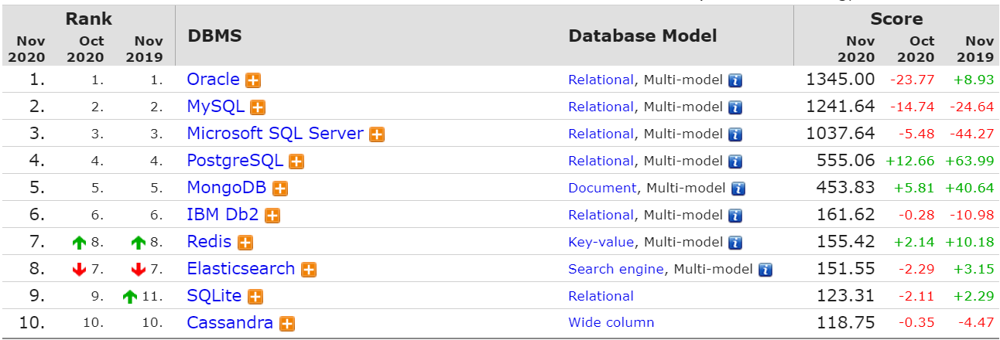 Rank DBMS Database Model Score
Nov 2020 Oct 2020 Nov 2019 Nov 2020 Oct 2020 Nov 2019
1. 1. 1. Oracle Relational, Multi-model 1345.00 -23.77 +8.93
2. 2. 2. MySQL Relational, Multi-model 1241.64 -14.74 -24.64
3. 3. 3. Microsoft SQL Server Relational, Multi-model 1037.64 -5.48 -44.27
4. 4. 4. PostgreSQL Relational, Multi-model 555.06 +12.66 +63.99
5. 5. 5. MongoDB Document, Multi-model 453.83 +5.81 +40.64
6. 6. 6. IBM Db2 Relational, Multi-model 161.62 -0.28 -10.98
7. 8. 8. Redis Key-value, Multi-model 155.42 +2.14 +10.18
8. 7. 7. Elasticsearch Search engine, Multi-model 151.55 -2.29 +3.15
9. 9. 11. SQLite Relational 123.31 -2.11 +2.29
10. 10. 10. Cassandra Wide column 118.75 -0.35 -4.47